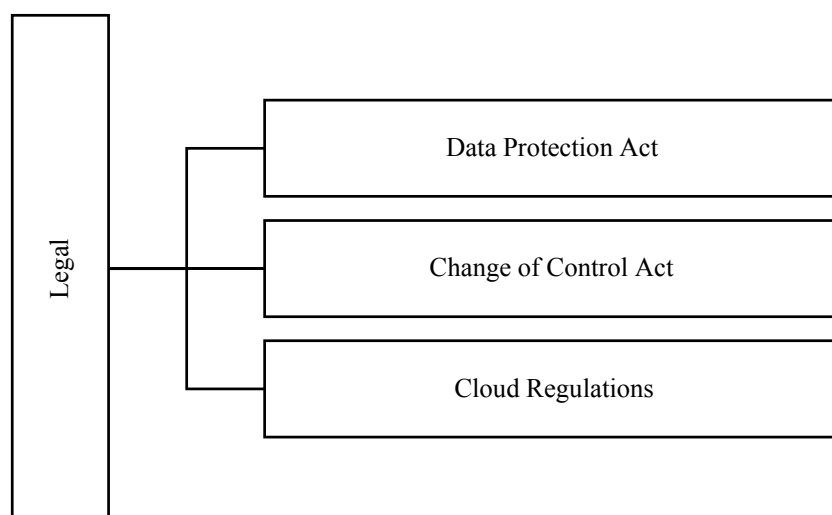 Legal
Data Protection Act
Change of Control Act
Cloud Regulations